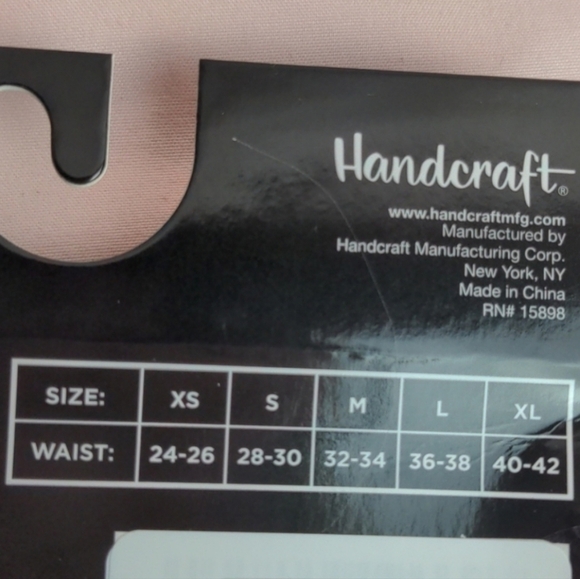 Handcraft®
www.handcraftmfg.com
Manufactured by
Handcraft Manufacturing Corp.
New York, NY
Made in China
RN# 15898
SIZE: XS S M L XL
WAIST: 24-26 28-30 32-34 36-38 40-42